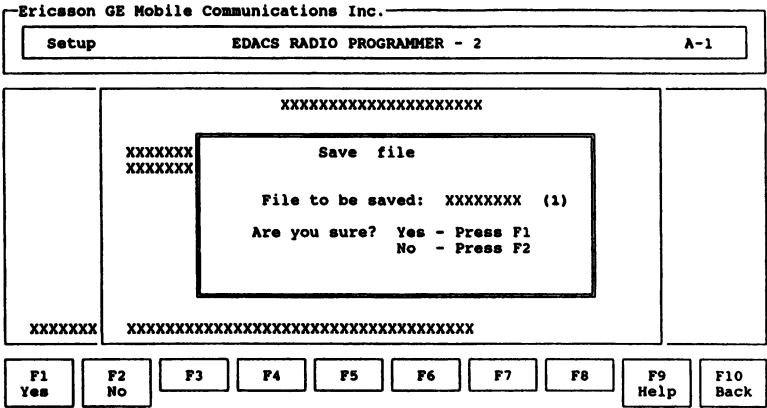 Ericsson GE Mobile Communications Inc.
Setup EDACS RADIO PROGRAMMER - 2 A-1
XXXXXXXXXXXXXXXXXXXXX
XXXXXXX Save file
XXXXXXX
File to be saved: XXXXXXXX (1)
Are you sure? Yes - Press F1
No - Press F2
XXXXXXX XXXXXXXXXXXXXXXXXXXXXXXXXXXXXXXXXXXX
F1 F2 F3 F4 F5 F6 F7 F8 F9 F10
Yes No Help Back